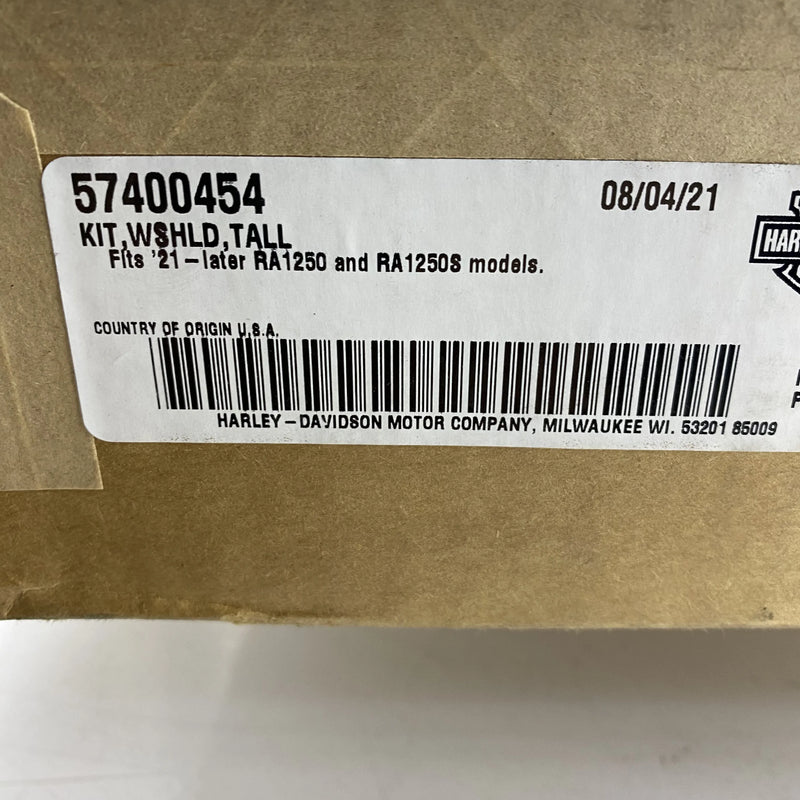 57400454 08/04/21
KIT,WSHLD,TALL
Fits '21-later RA1250 and RA1250S models.
COUNTRY OF ORIGIN U.S.A.
HARLEY-DAVIDSON MOTOR COMPANY, MILWAUKEE WI. 53201 85009
HAR